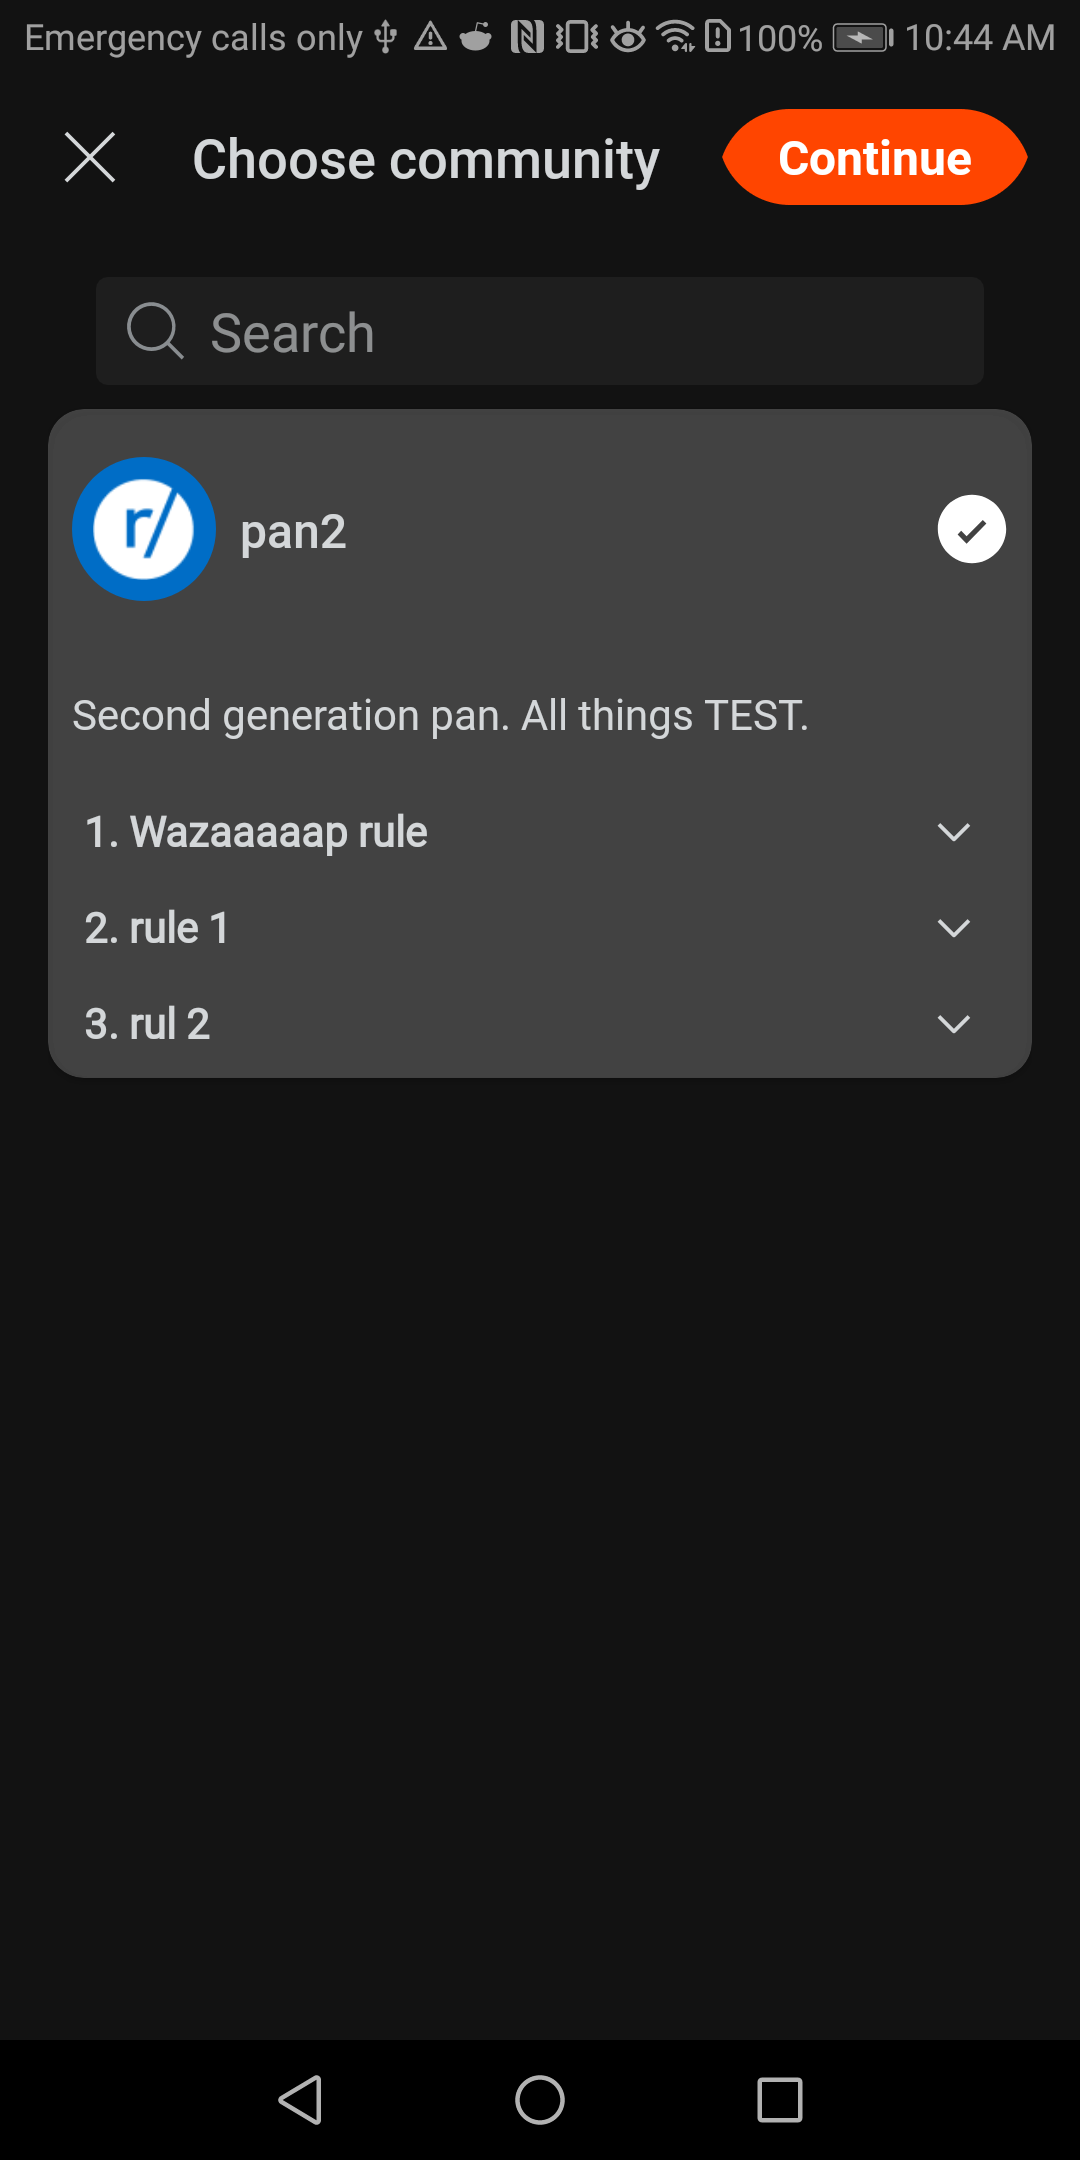 Emergency calls only 100% 10:44 AM
Choose community Continue
Search
r/ pan2
Second generation pan. All things TEST.
1. Wazaaaaap rule
2. rule 1
3. rul 2